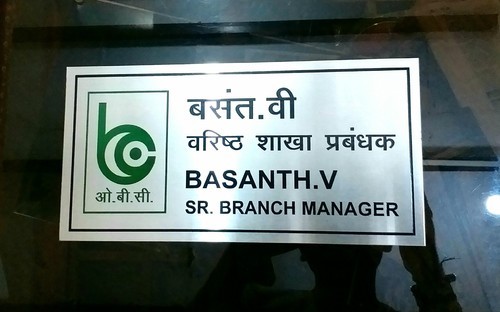 ओ.बी.सी.
बसंत.वी
वरिष्ठ शाखा प्रबंधक
BASANTH.V
SR. BRANCH MANAGER